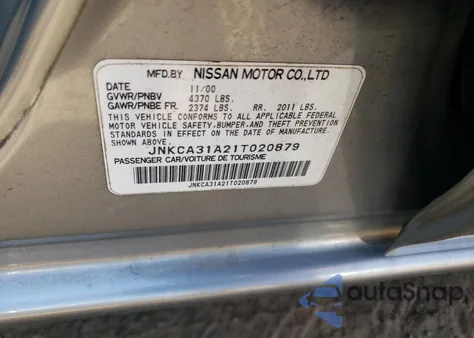 MFD.BY NISSAN MOTOR CO.,LTD
DATE 11/00
GVWR/PNBV 4370 LBS.
GAWR/PNBE FR. 2374 LBS. RR. 2011 LBS.
THIS VEHICLE CONFORMS TO ALL APPLICABLE FEDERAL
MOTOR VEHICLE SAFETY, BUMPER, AND THEFT PREVENTION
STANDARDS IN EFFECT ON THE DATE OF MANUFACTURE
SHOWN ABOVE.
JNKCA31A21T020879
PASSENGER CAR/VOITURE DE TOURISME
JNKCA31A21T020879
autoSnap